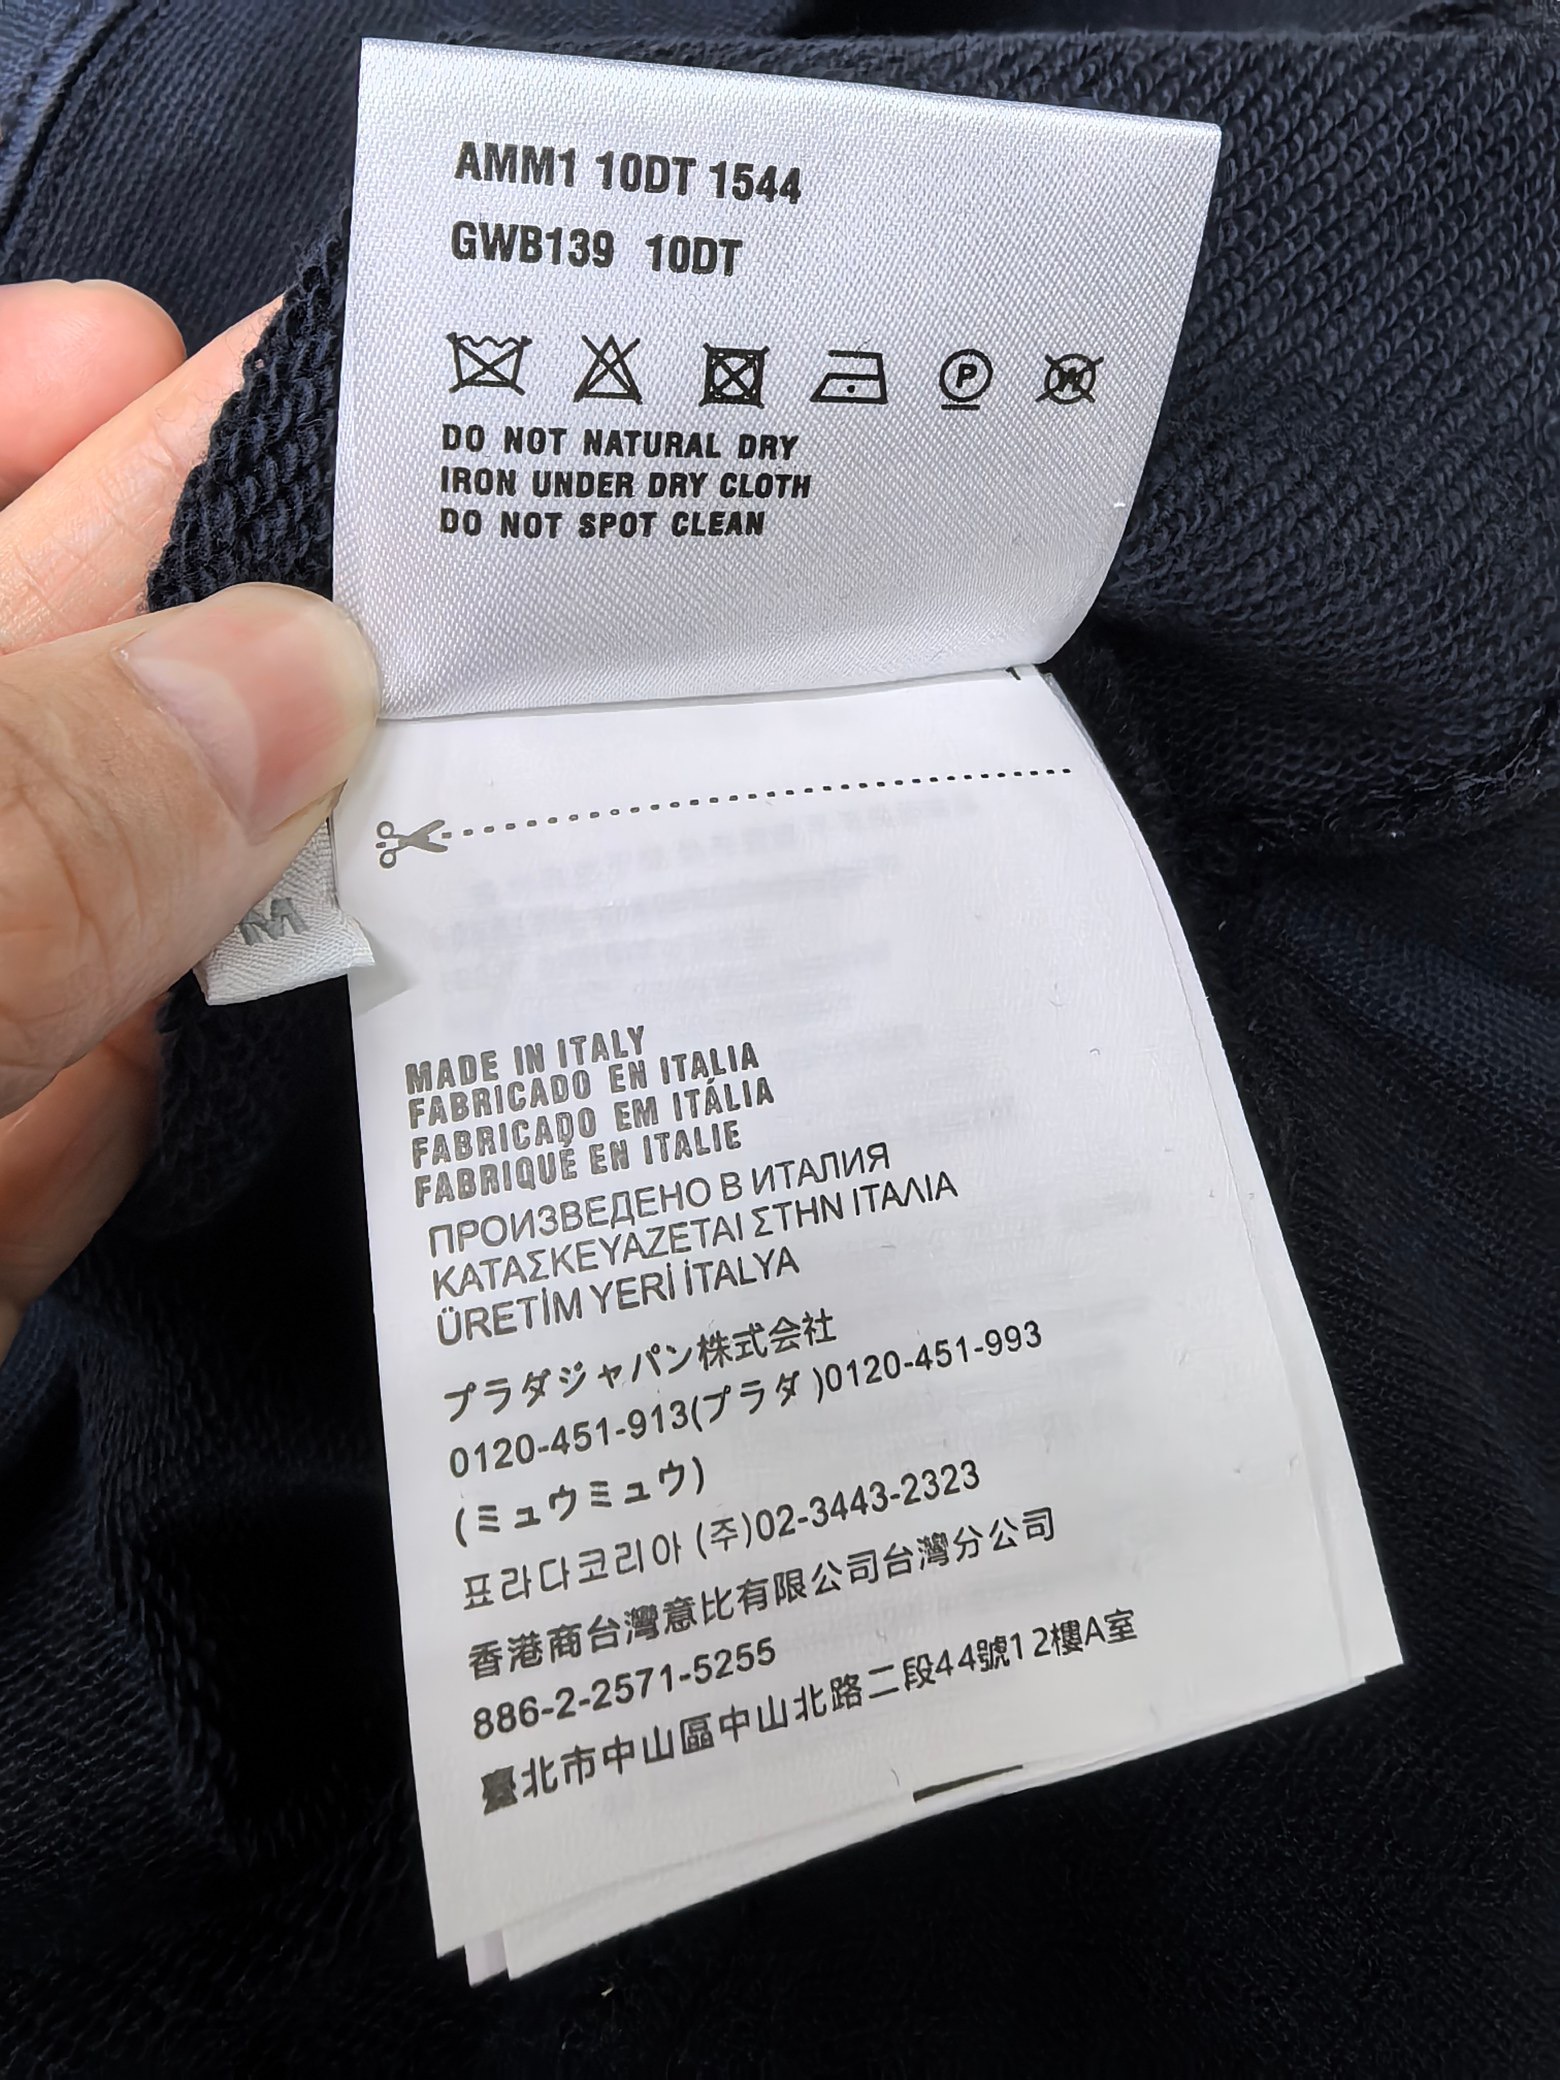 AMM1 10DT 1544
GWB139 10DT
P
W
DO NOT NATURAL DRY
IRON UNDER DRY CLOTH
DO NOT SPOT CLEAN
M
MADE IN ITALY
FABRICADO EN ITALIA
FABRICADO EM ITÁLIA
FABRIQUÉ EN ITALIE
ПРОИЗВЕДЕНО В ИТАЛИЯ
ΚΑΤΑΣΚΕΥΑΖΕΤΑΙ ΣΤΗΝ ΙΤΑΛΙΑ
ÜRETİM YERİ İTALYA
プラダジャパン株式会社
0120-451-913(プラダ)0120-451-993
(ミュウミュウ)
프라다코리아 (주)02-3443-2323
香港商台灣意比有限公司台灣分公司
886-2-2571-5255
臺北市中山區中山北路二段44號12樓A室